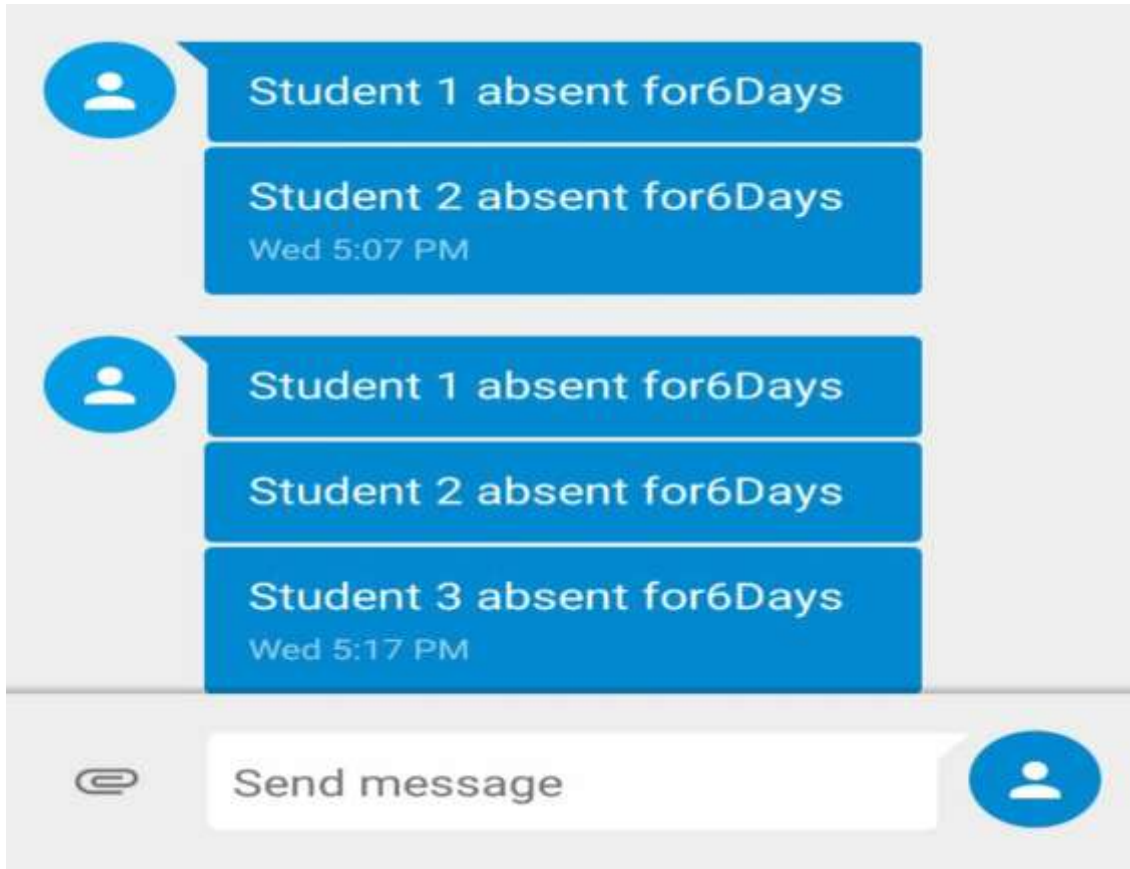 Student 1 absent for6Days
Student 2 absent for6Days
Wed 5:07 PM
Student 1 absent for6Days
Student 2 absent for6Days
Student 3 absent for6Days
Wed 5:17 PM
Send message